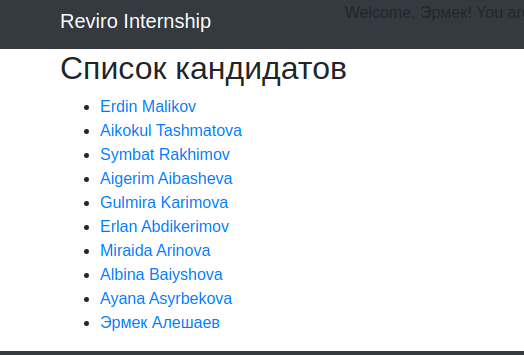 Reviro Internship
Welcome, Эрмек! You are
Список кандидатов
Erdin Malikov
Aikokul Tashmatova
Symbat Rakhimov
Aigerim Aibasheva
Gulmira Karimova
Erlan Abdikerimov
Miraida Arinova
Albina Baiyshova
Ayana Asyrbekova
Эрмек Алешаев